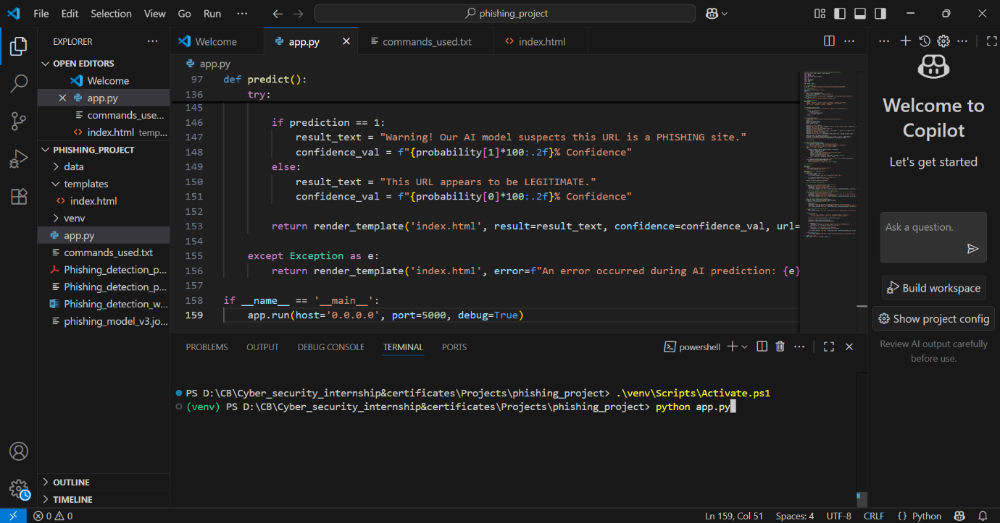 File Edit Selection View Go Run ··· phishing_project
EXPLORER ···
OPEN EDITORS
Welcome
app.py
commands_use...
index.html temp...
PHISHING_PROJECT
data
templates
index.html
venv
app.py
commands_used.txt
Phishing_detection_p...
Phishing_detection_p...
Phishing_detection_w...
phishing_model_v3.jo...
OUTLINE
TIMELINE
Welcome app.py commands_used.txt index.html
app.py
97 def predict():
136 try:
145
146 if prediction == 1:
147 result_text = "Warning! Our AI model suspects this URL is a PHISHING site."
148 confidence_val = f"{probability[1]*100:.2f}% Confidence"
149 else:
150 result_text = "This URL appears to be LEGITIMATE."
151 confidence_val = f"{probability[0]*100:.2f}% Confidence"
152
153 return render_template('index.html', result=result_text, confidence=confidence_val, url=
154
155 except Exception as e:
156 return render_template('index.html', error=f"An error occurred during AI prediction: {e}
157
158 if __name__ == '__main__':
159 app.run(host='0.0.0.0', port=5000, debug=True)
PROBLEMS OUTPUT DEBUG CONSOLE TERMINAL PORTS powershell
PS D:\CB\Cyber_security_internship&certificates\Projects\phishing_project> .\venv\Scripts\Activate.ps1
(venv) PS D:\CB\Cyber_security_internship&certificates\Projects\phishing_project> python app.py
Welcome to
Copilot
Let's get started
Ask a question.
Build workspace
Show project config
Review AI output carefully
before use.
0 0 Ln 159, Col 51 Spaces: 4 UTF-8 CRLF {} Python